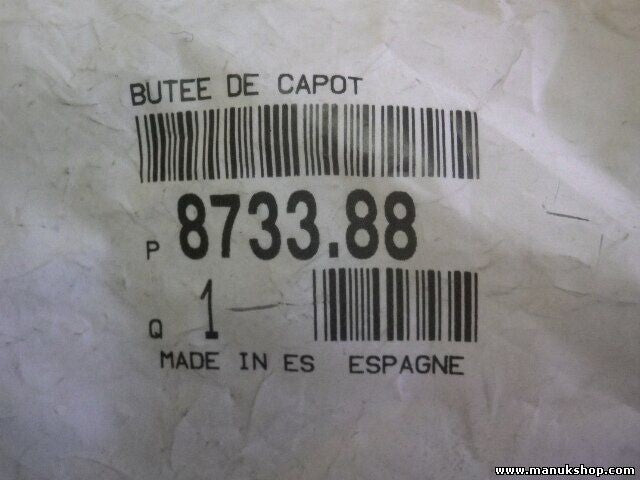 BUTEE DE CAPOT
P 8733.88
Q 1
MADE IN ES ESPAGNE
www.manukshop.com